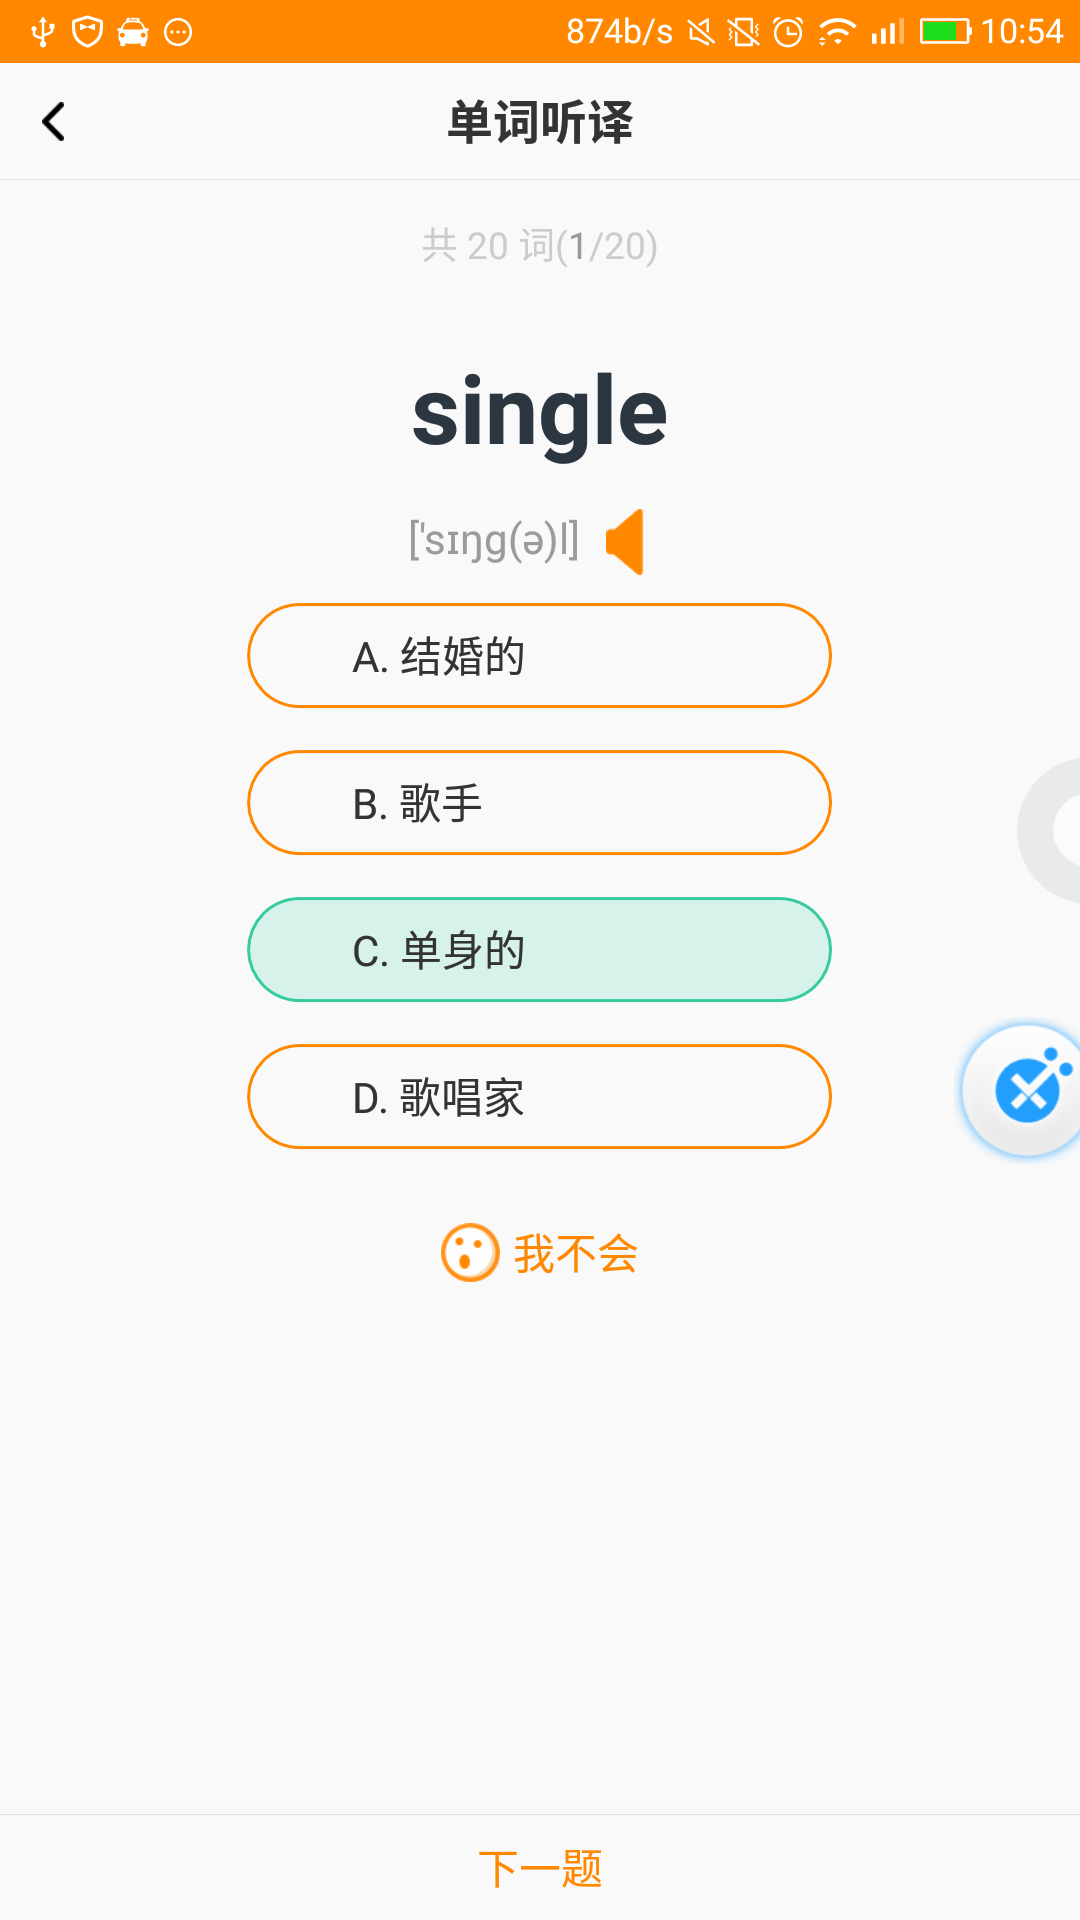 874b/s 10:54
单词听译
共 20 词(1/20)
single
['sɪŋg(ə)l]
A. 结婚的
B. 歌手
C. 单身的
D. 歌唱家
我不会
下一题